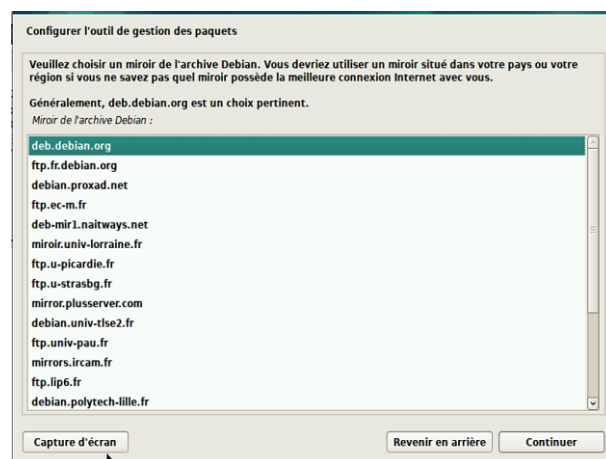 Configurer l'outil de gestion des paquets
Veuillez choisir un miroir de l'archive Debian. Vous devriez utiliser un miroir situé dans votre pays ou votre
région si vous ne savez pas quel miroir possède la meilleure connexion Internet avec vous.
Généralement, deb.debian.org est un choix pertinent.
Miroir de l'archive Debian :
deb.debian.org
ftp.fr.debian.org
debian.proxad.net
ftp.ec-m.fr
deb-mir1.naitways.net
miroir.univ-lorraine.fr
ftp.u-picardie.fr
ftp.u-strasbg.fr
mirror.plusserver.com
debian.univ-tlse2.fr
ftp.univ-pau.fr
mirrors.ircam.fr
ftp.lip6.fr
debian.polytech-lille.fr
Capture d'écran Revenir en arrière Continuer